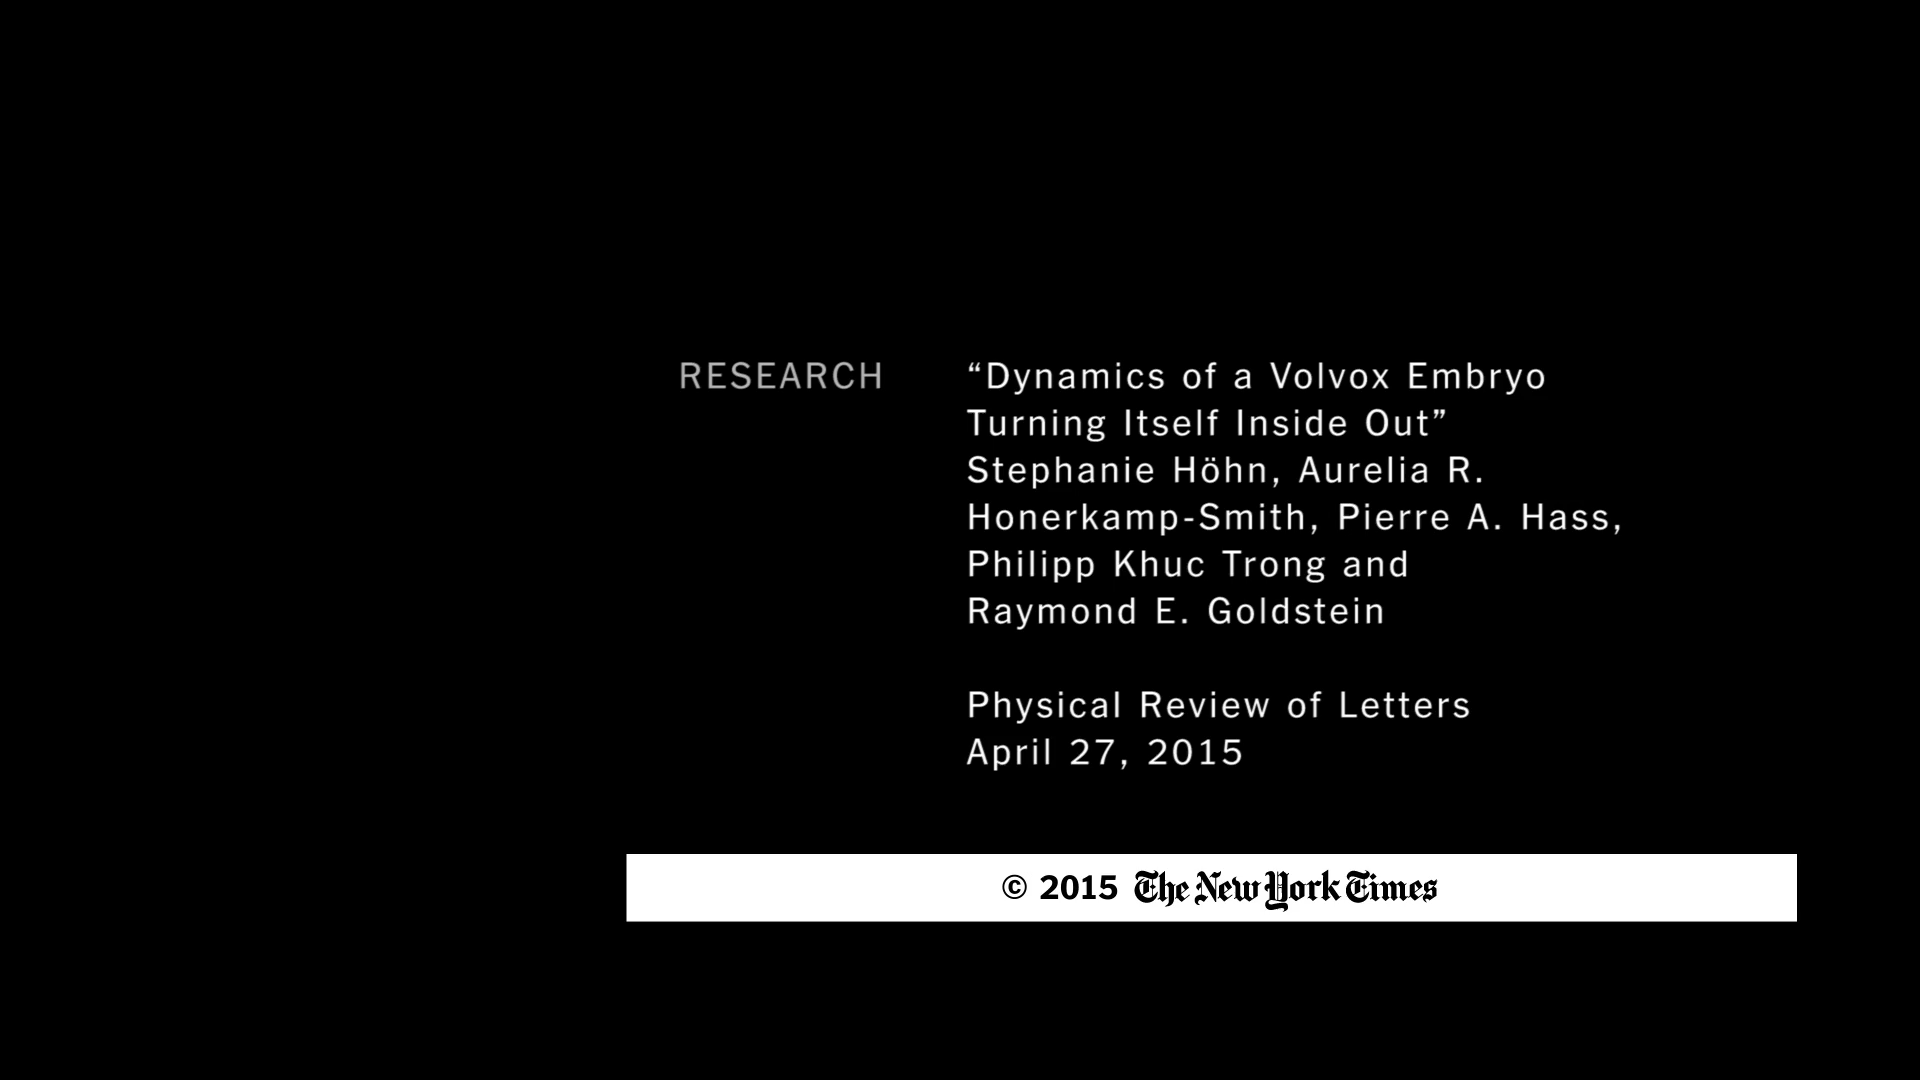 RESEARCH
“Dynamics of a Volvox Embryo
Turning Itself Inside Out”
Stephanie Höhn, Aurelia R.
Honerkamp-Smith, Pierre A. Hass,
Philipp Khuc Trong and
Raymond E. Goldstein
Physical Review of Letters
April 27, 2015
© 2015 The New York Times